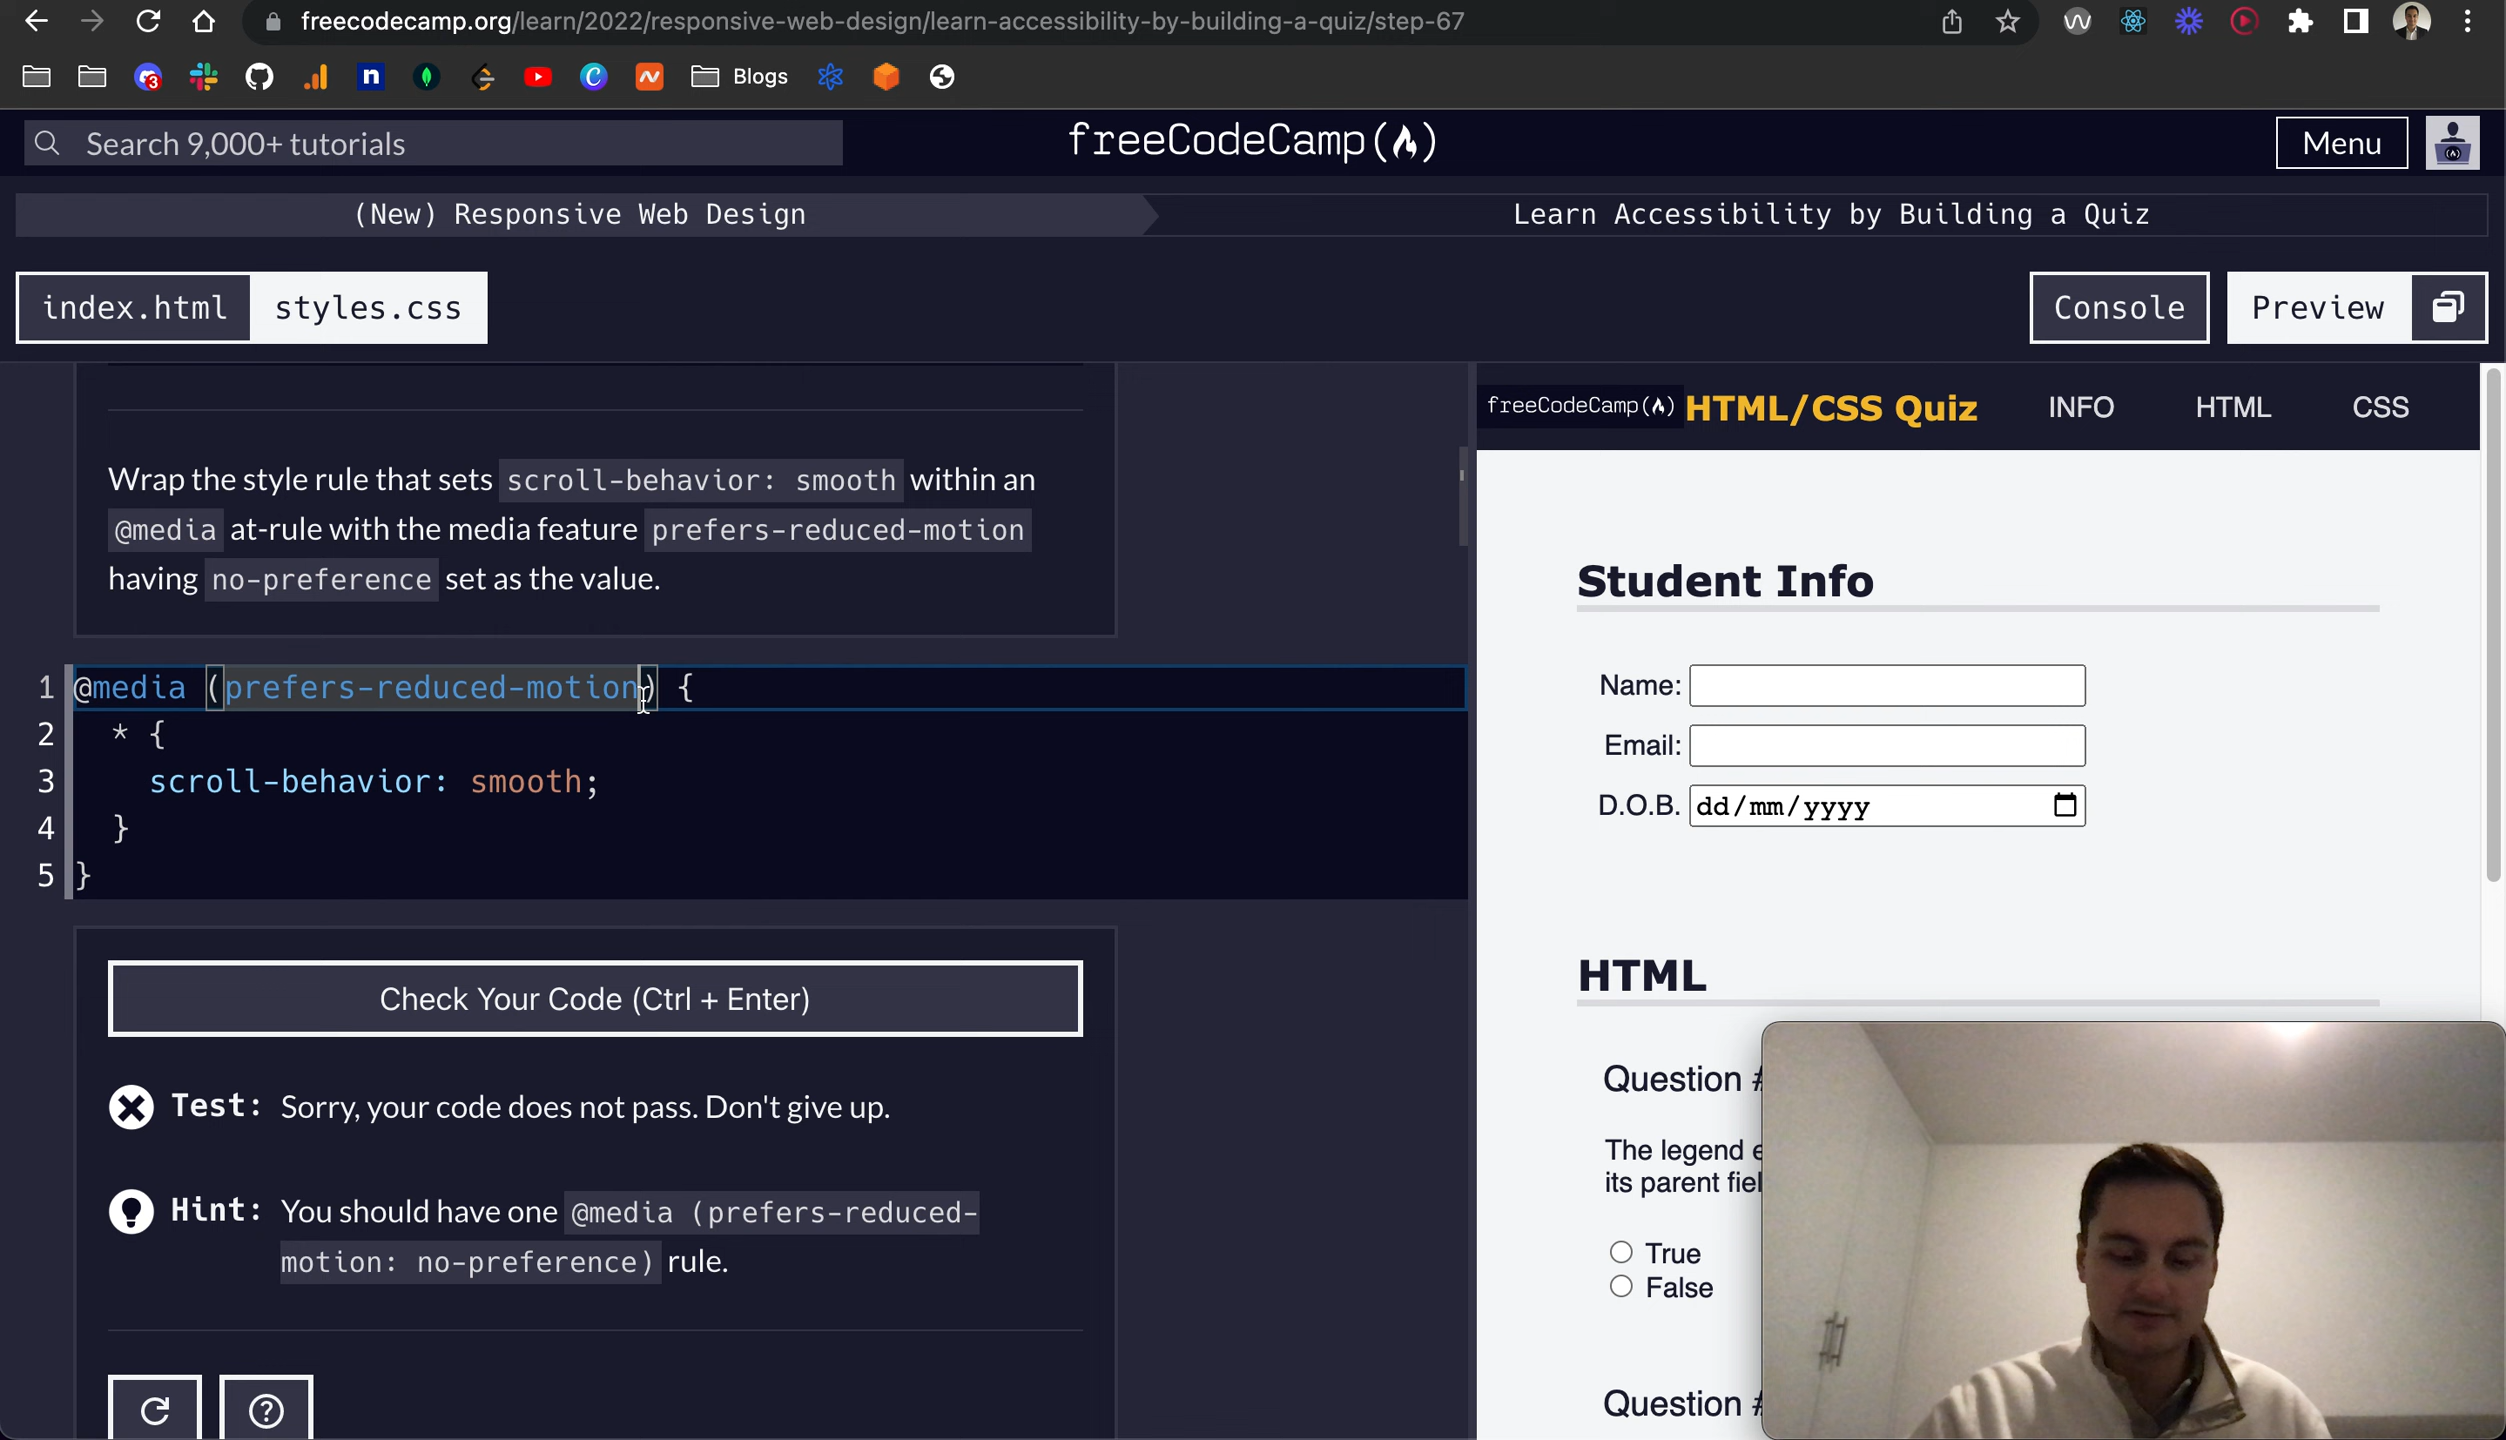 freecodecamp.org/learn/2022/responsive-web-design/learn-accessibility-by-building-a-quiz/step-67
3
n
Blogs
Search 9,000+ tutorials
freeCodeCamp(🔥)
Menu
(New) Responsive Web Design
Learn Accessibility by Building a Quiz
index.html
styles.css
Console
Preview
Wrap the style rule that sets scroll-behavior: smooth within an
@media at-rule with the media feature prefers-reduced-motion
having no-preference set as the value.
1 @media (prefers-reduced-motion) {
2 * {
3 scroll-behavior: smooth;
4 }
5 }
Check Your Code (Ctrl + Enter)
Test: Sorry, your code does not pass. Don't give up.
Hint: You should have one @media (prefers-reduced-
motion: no-preference) rule.
freeCodeCamp(🔥)
HTML/CSS Quiz
INFO
HTML
CSS
Student Info
Name:
Email:
D.O.B.
dd/mm/yyyy
HTML
Question #
The legend e
its parent fiel
True
False
Question #